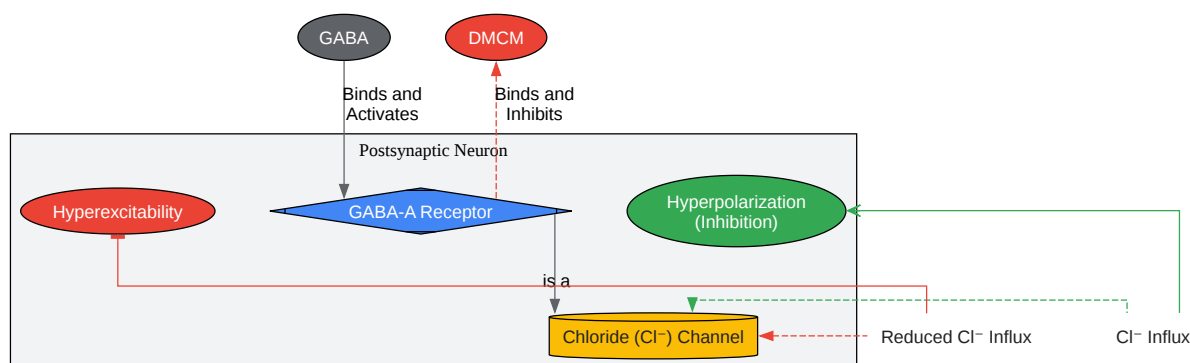 GABA
DMCM
Binds and
Activates
Binds and
Inhibits
Postsynaptic Neuron
Hyperexcitability
GABA-A Receptor
Hyperpolarization
(Inhibition)
is a
Chloride (Cl⁻) Channel
Reduced Cl⁻ Influx
Cl⁻ Influx